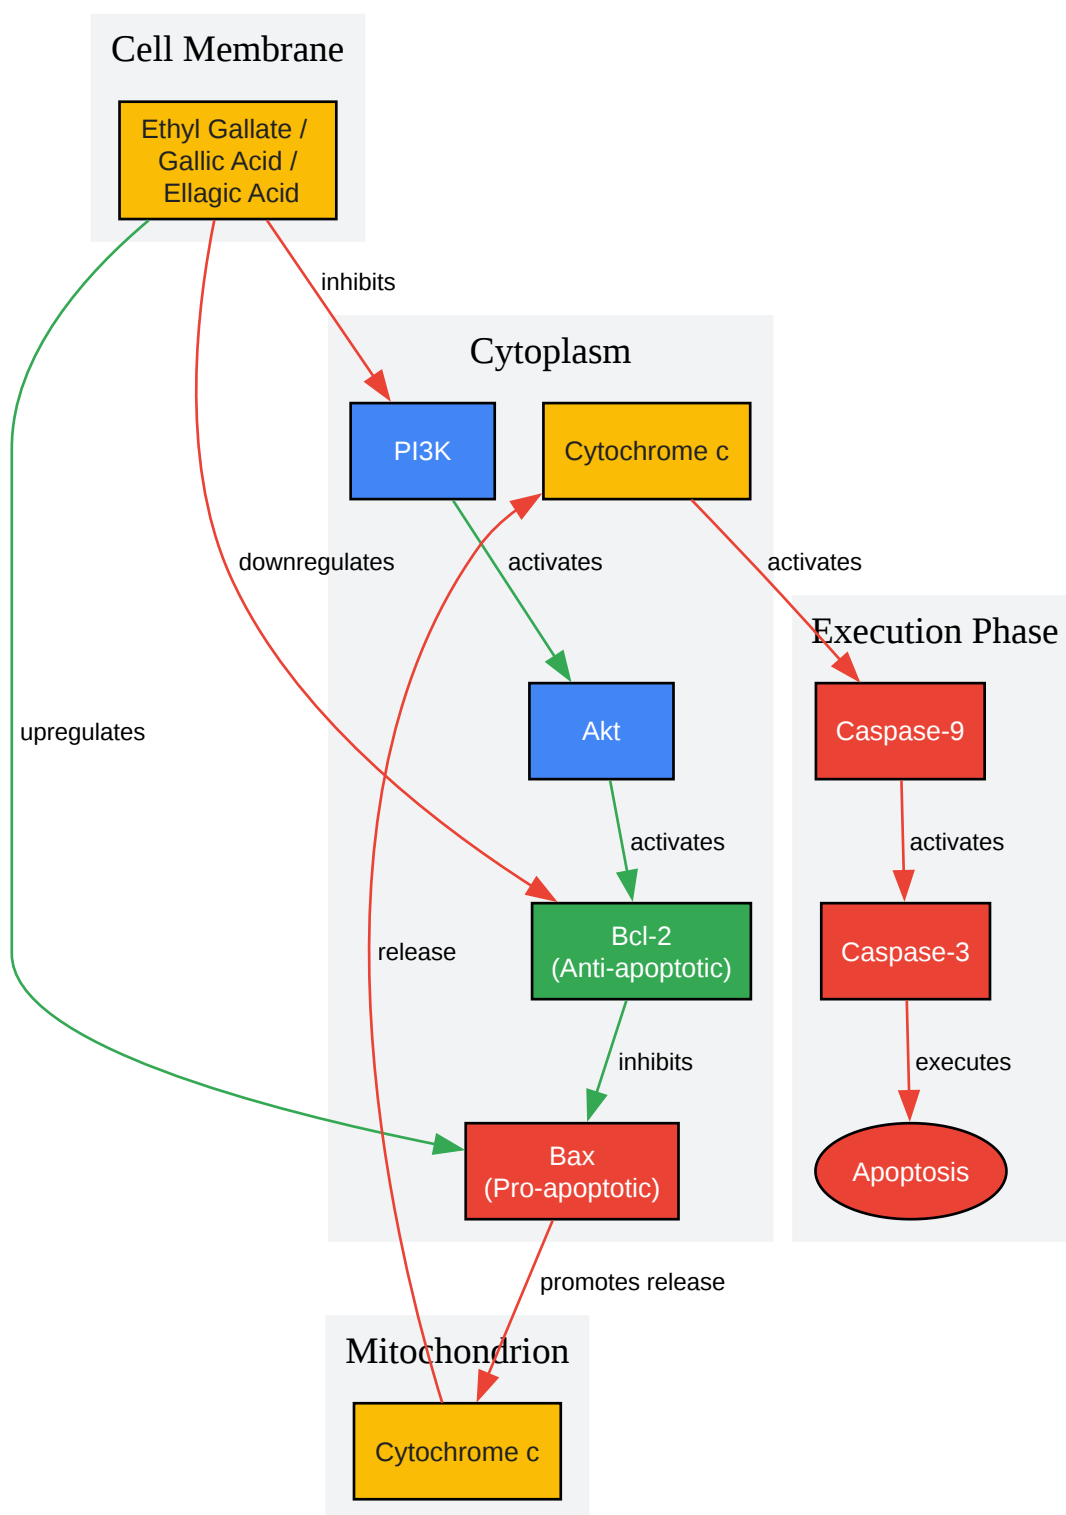 Cell Membrane
Ethyl Gallate /
Gallic Acid /
Ellagic Acid
inhibits
Cytoplasm
PI3K
Cytochrome c
downregulates
activates
activates
Execution Phase
upregulates
Akt
Caspase-9
activates
activates
Bcl-2
(Anti-apoptotic)
release
Caspase-3
inhibits
executes
Bax
(Pro-apoptotic)
Apoptosis
promotes release
Mitochondrion
Cytochrome c